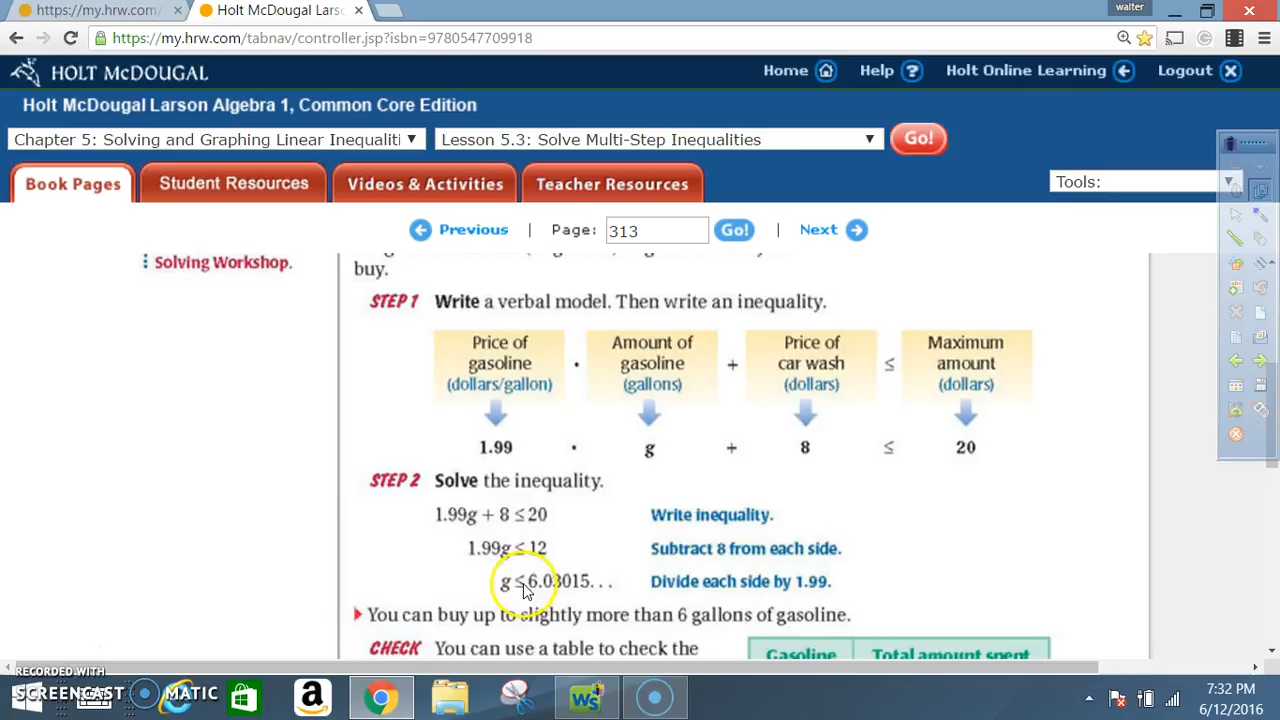 https://my.hrw.com/tabnav/c
Holt McDougal Lars
walter
https://my.hrw.com/tabnav/controller.jsp?isbn=9780547709918
HOLT MCDOUGAL
Home
Help
Holt Online Learning
Logout
Holt McDougal Larson Algebra 1, Common Core Edition
Chapter 5: Solving and Graphing Linear Inequaliti
Lesson 5.3: Solve Multi-Step Inequalities
Go!
Book Pages
Student Resources
Videos & Activities
Teacher Resources
Tools:
Previous | Page: 313 Go! | Next
Solving Workshop.
buy.
STEP 1 Write a verbal model. Then write an inequality.
Price of gasoline (dollars/gallon) · Amount of gasoline (gallons) + Price of car wash (dollars) ≤ Maximum amount (dollars)
1.99 · g + 8 ≤ 20
STEP 2 Solve the inequality.
1.99g + 8 ≤ 20 Write inequality.
1.99g ≤ 12 Subtract 8 from each side.
g ≤ 6.03015. . . Divide each side by 1.99.
You can buy up to slightly more than 6 gallons of gasoline.
CHECK You can use a table to check the
Gasoline Total amount spent
RECORDED WITH
SCREENCAST MATIC
7:32 PM
6/12/2016